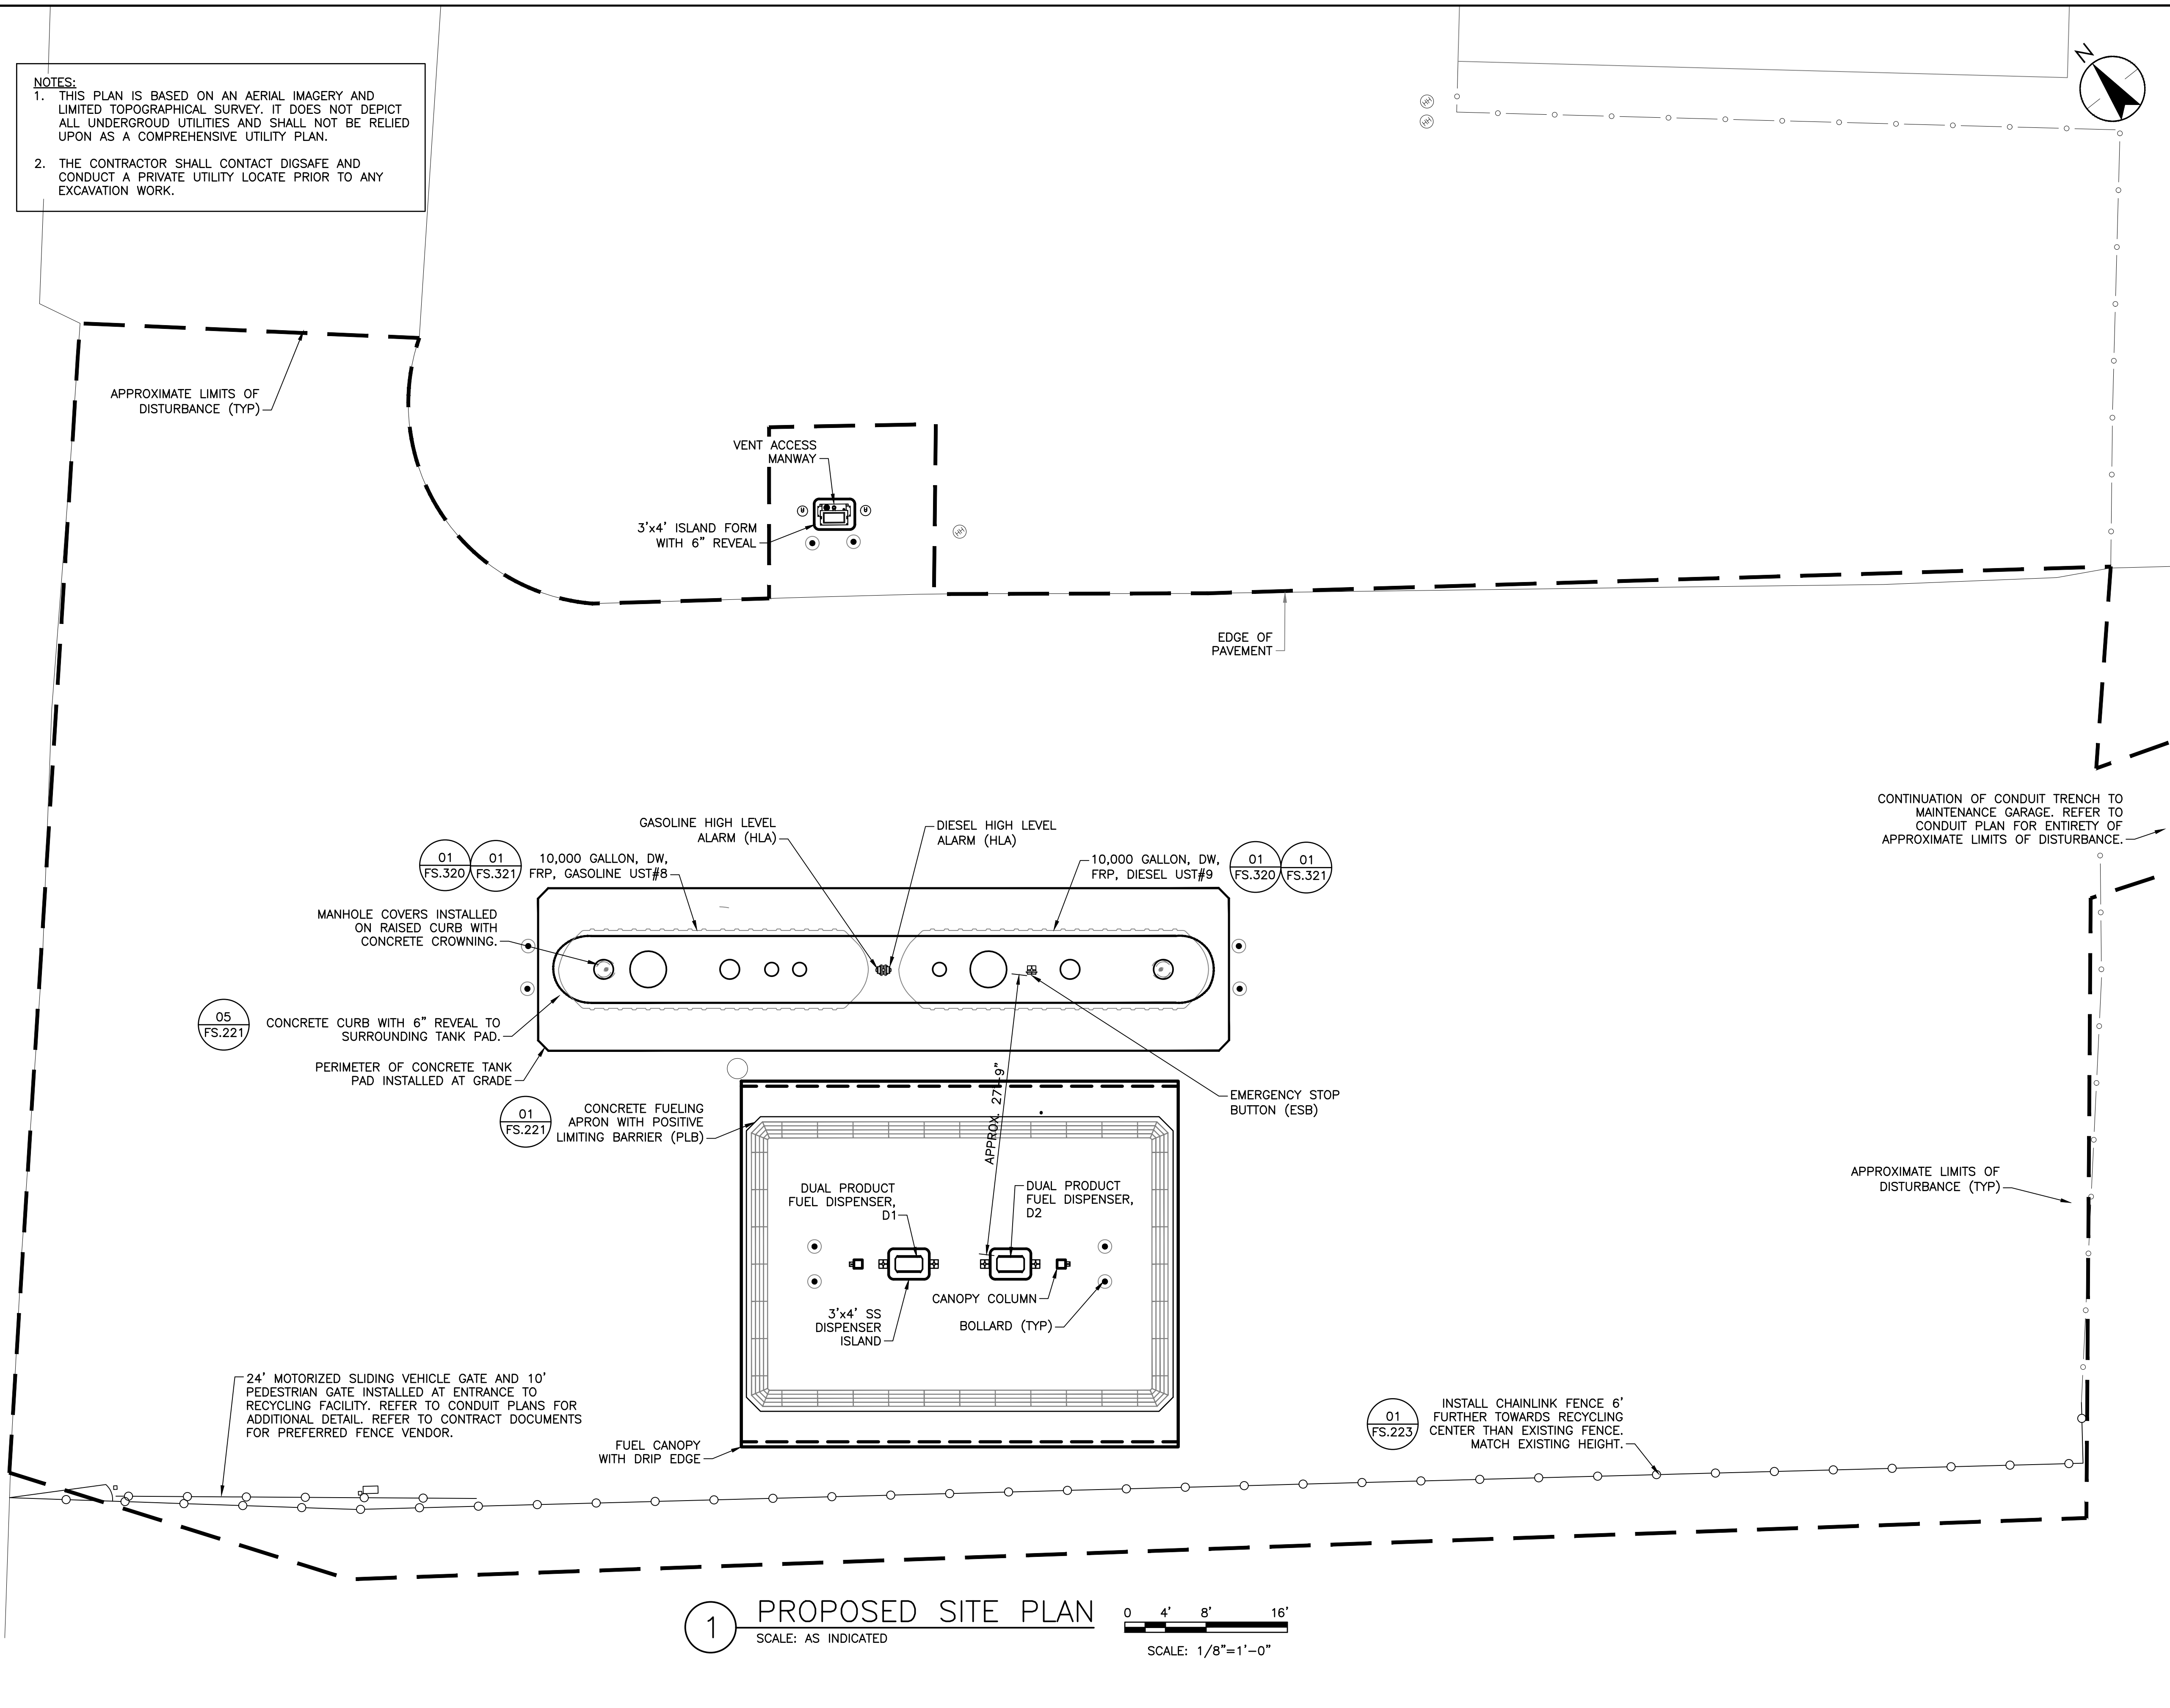 NOTES:
1. THIS PLAN IS BASED ON AN AERIAL IMAGERY AND
LIMITED TOPOGRAPHICAL SURVEY. IT DOES NOT DEPICT
ALL UNDERGROUD UTILITIES AND SHALL NOT BE RELIED
UPON AS A COMPREHENSIVE UTILITY PLAN.
2. THE CONTRACTOR SHALL CONTACT DIGSAFE AND
CONDUCT A PRIVATE UTILITY LOCATE PRIOR TO ANY
EXCAVATION WORK.
N
HH
HH
APPROXIMATE LIMITS OF
DISTURBANCE (TYP)
VENT ACCESS
MANWAY
3'x4' ISLAND FORM
WITH 6" REVEAL
HH
EDGE OF
PAVEMENT
CONTINUATION OF CONDUIT TRENCH TO
MAINTENANCE GARAGE. REFER TO
CONDUIT PLAN FOR ENTIRETY OF
APPROXIMATE LIMITS OF DISTURBANCE.
GASOLINE HIGH LEVEL
ALARM (HLA)
DIESEL HIGH LEVEL
ALARM (HLA)
01
FS.320
01
FS.321
10,000 GALLON, DW,
FRP, GASOLINE UST#8
10,000 GALLON, DW,
FRP, DIESEL UST#9
01
FS.320
01
FS.321
MANHOLE COVERS INSTALLED
ON RAISED CURB WITH
CONCRETE CROWNING.
05
FS.221
CONCRETE CURB WITH 6" REVEAL TO
SURROUNDING TANK PAD.
PERIMETER OF CONCRETE TANK
PAD INSTALLED AT GRADE
APPROX. 27'-9"
EMERGENCY STOP
BUTTON (ESB)
01
FS.221
CONCRETE FUELING
APRON WITH POSITIVE
LIMITING BARRIER (PLB)
DUAL PRODUCT
FUEL DISPENSER,
D1
DUAL PRODUCT
FUEL DISPENSER,
D2
APPROXIMATE LIMITS OF
DISTURBANCE (TYP)
CANOPY COLUMN
3'x4' SS
DISPENSER
ISLAND
BOLLARD (TYP)
24' MOTORIZED SLIDING VEHICLE GATE AND 10'
PEDESTRIAN GATE INSTALLED AT ENTRANCE TO
RECYCLING FACILITY. REFER TO CONDUIT PLANS FOR
ADDITIONAL DETAIL. REFER TO CONTRACT DOCUMENTS
FOR PREFERRED FENCE VENDOR.
FUEL CANOPY
WITH DRIP EDGE
01
FS.223
INSTALL CHAINLINK FENCE 6'
FURTHER TOWARDS RECYCLING
CENTER THAN EXISTING FENCE.
MATCH EXISTING HEIGHT.
1
PROPOSED SITE PLAN
SCALE: AS INDICATED
0 4' 8' 16'
SCALE: 1/8"=1'-0"